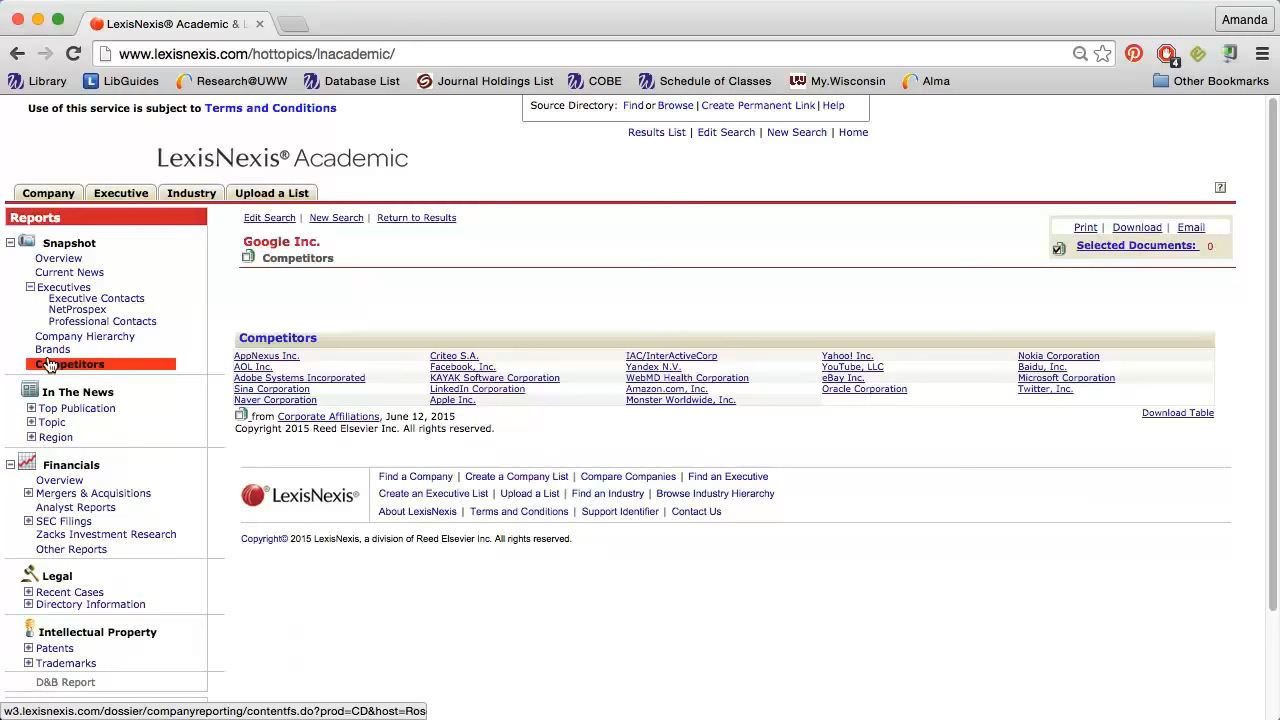 LexisNexis® Academic & L
Amanda
www.lexisnexis.com/hottopics/lnacademic/
4
Library LibGuides Research@UWW Database List Journal Holdings List COBE Schedule of Classes My.Wisconsin Alma Other Bookmarks
Use of this service is subject to Terms and Conditions
Source Directory: Find or Browse | Create Permanent Link | Help
Results List | Edit Search | New Search | Home
LexisNexis® Academic
Company Executive Industry Upload a List
?
Reports
Snapshot
Overview
Current News
Executives
Executive Contacts
NetProspex
Professional Contacts
Company Hierarchy
Brands
Competitors
In The News
Top Publication
Topic
Region
Financials
Overview
Mergers & Acquisitions
Analyst Reports
SEC Filings
Zacks Investment Research
Other Reports
Legal
Recent Cases
Directory Information
Intellectual Property
Patents
Trademarks
D&B Report
Edit Search | New Search | Return to Results
Print | Download | Email
Selected Documents: 0
Google Inc.
Competitors
Competitors
AppNexus Inc. Criteo S.A. IAC/InterActiveCorp Yahoo! Inc. Nokia Corporation
AOL Inc. Facebook, Inc. Yandex N.V. YouTube, LLC Baidu, Inc.
Adobe Systems Incorporated KAYAK Software Corporation WebMD Health Corporation eBay Inc. Microsoft Corporation
Sina Corporation LinkedIn Corporation Amazon.com, Inc. Oracle Corporation Twitter, Inc.
Naver Corporation Apple Inc. Monster Worldwide, Inc.
from Corporate Affiliations, June 12, 2015
Download Table
Copyright 2015 Reed Elsevier Inc. All rights reserved.
LexisNexis®
Find a Company | Create a Company List | Compare Companies | Find an Executive
Create an Executive List | Upload a List | Find an Industry | Browse Industry Hierarchy
About LexisNexis | Terms and Conditions | Support Identifier | Contact Us
Copyright© 2015 LexisNexis, a division of Reed Elsevier Inc. All rights reserved.
w3.lexisnexis.com/dossier/companyreporting/contentfs.do?prod=CD&host=Ros